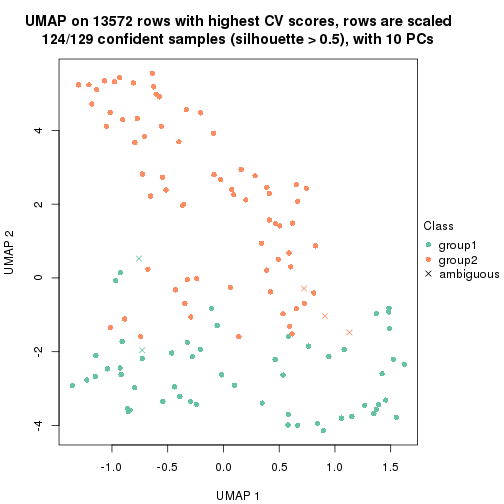 UMAP on 13572 rows with highest CV scores, rows are scaled
124/129 confident samples (silhouette > 0.5), with 10 PCs
UMAP 2
4
2
0
-2
-4
-1.0
-0.5
0.0
0.5
1.0
1.5
UMAP 1
Class
group1
group2
ambiguous